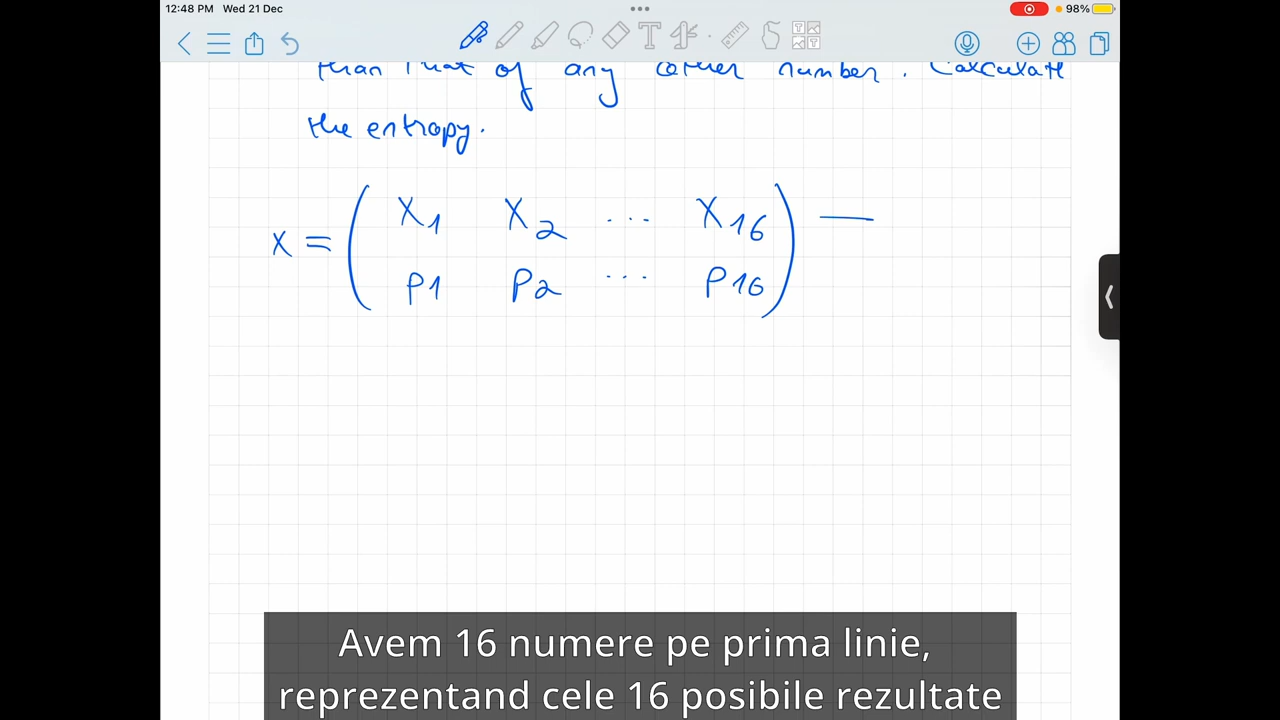 12:48 PM Wed 21 Dec
98%
than that of any other number. Calculate
the entropy.
X = ( X1 X2 ... X16 ) —
P1 P2 ... P16
Avem 16 numere pe prima linie,
reprezentand cele 16 posibile rezultate